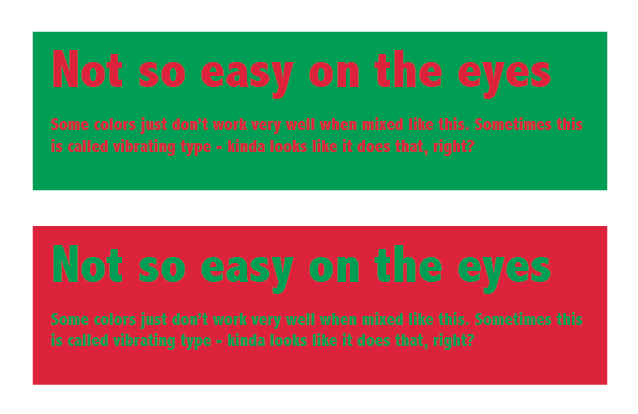 Not so easy on the eyes
Some colors just don't work very well when mixed like this. Sometimes this
is called vibrating type - kinda looks like it does that, right?
Not so easy on the eyes
Some colors just don't work very well when mixed like this. Sometimes this
is called vibrating type - kinda looks like it does that, right?